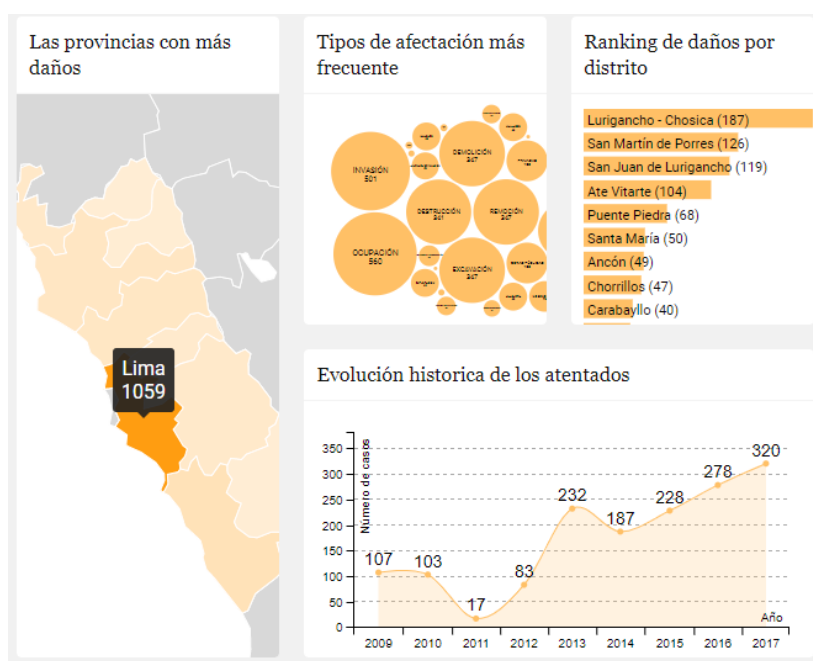 Las provincias con más
daños
Lima
1059
Tipos de afectación más
frecuente
INVASIÓN
501
DEMOLICIÓN
347
REMOCIÓN
347
OCUPACIÓN
560
EXCAVACIÓN
347
DESTRUCCIÓN
Ranking de daños por
distrito
Lurigancho - Chosica (187)
San Martín de Porres (126)
San Juan de Lurigancho (119)
Ate Vitarte (104)
Puente Piedra (68)
Santa María (50)
Ancón (49)
Chorrillos (47)
Carabayllo (40)
Evolución historica de los atentados
Número de casos
350
300
250
200
150
100
50
0
107
103
17
83
232
187
228
278
320
Año
2009
2010
2011
2012
2013
2014
2015
2016
2017